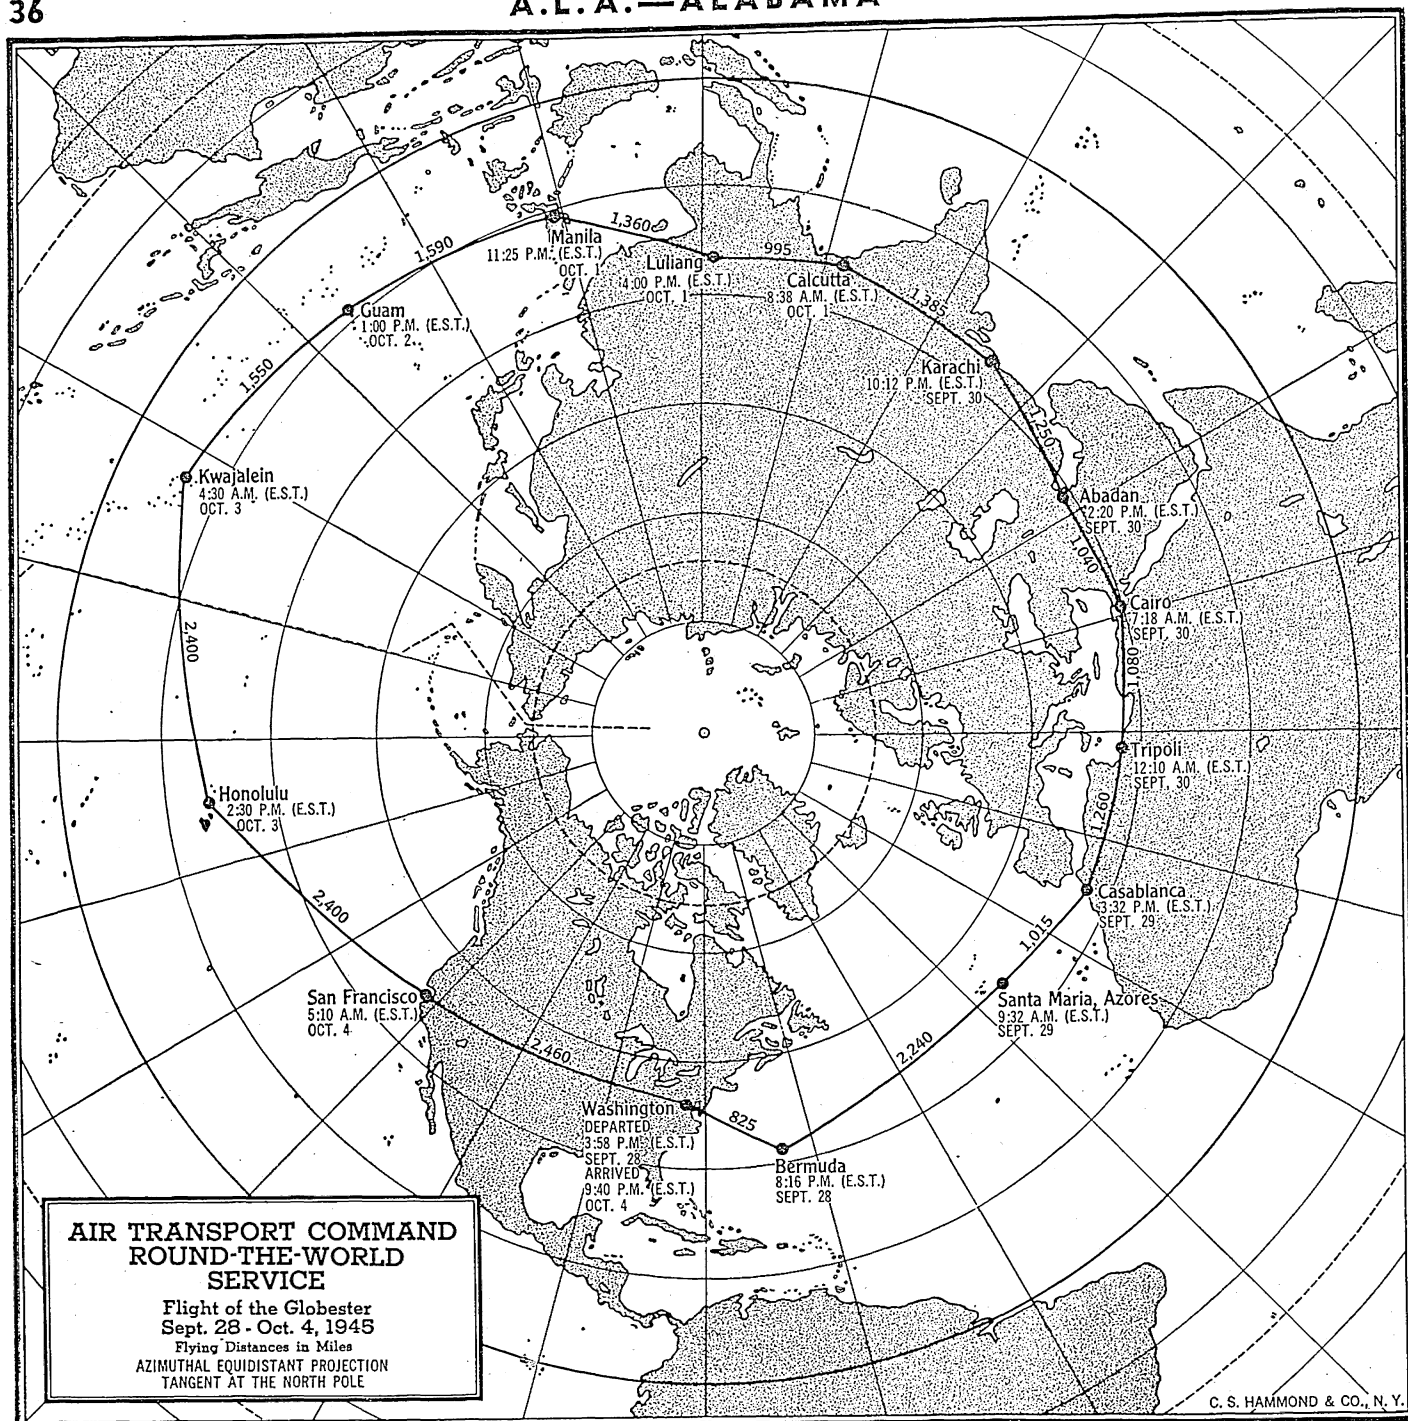 36
A.L.A.—ALABAMA
1,360
Manila
11:25 P.M. (E.S.T.)
OCT. 1
1,590
Luliang
4:00 P.M. (E.S.T.)
OCT. 1
995
Calcutta
8:38 A.M. (E.S.T.)
OCT. 1
1,385
Guam
1:00 P.M. (E.S.T.)
OCT. 2
1,550
Karachi
10:12 P.M. (E.S.T.)
SEPT. 30
1,250
Kwajalein
4:30 A.M. (E.S.T.)
OCT. 3
Abadan
2:20 P.M. (E.S.T.)
SEPT. 30
1,040
Cairo
7:18 A.M. (E.S.T.)
SEPT. 30
2,400
1,080
Tripoli
12:10 A.M. (E.S.T.)
SEPT. 30
Honolulu
2:30 P.M. (E.S.T.)
OCT. 3
1,260
2,400
Casablanca
3:32 P.M. (E.S.T.)
SEPT. 29
1,015
San Francisco
5:10 A.M. (E.S.T.)
OCT. 4
Santa Maria, Azores
9:32 A.M. (E.S.T.)
SEPT. 29
2,460
2,240
Washington
DEPARTED
3:58 P.M. (E.S.T.)
SEPT. 28
ARRIVED
9:40 P.M. (E.S.T.)
OCT. 4
825
Bermuda
8:16 P.M. (E.S.T.)
SEPT. 28
AIR TRANSPORT COMMAND
ROUND-THE-WORLD
SERVICE
Flight of the Globester
Sept. 28 - Oct. 4, 1945
Flying Distances in Miles
AZIMUTHAL EQUIDISTANT PROJECTION
TANGENT AT THE NORTH POLE
C. S. HAMMOND & CO., N. Y.